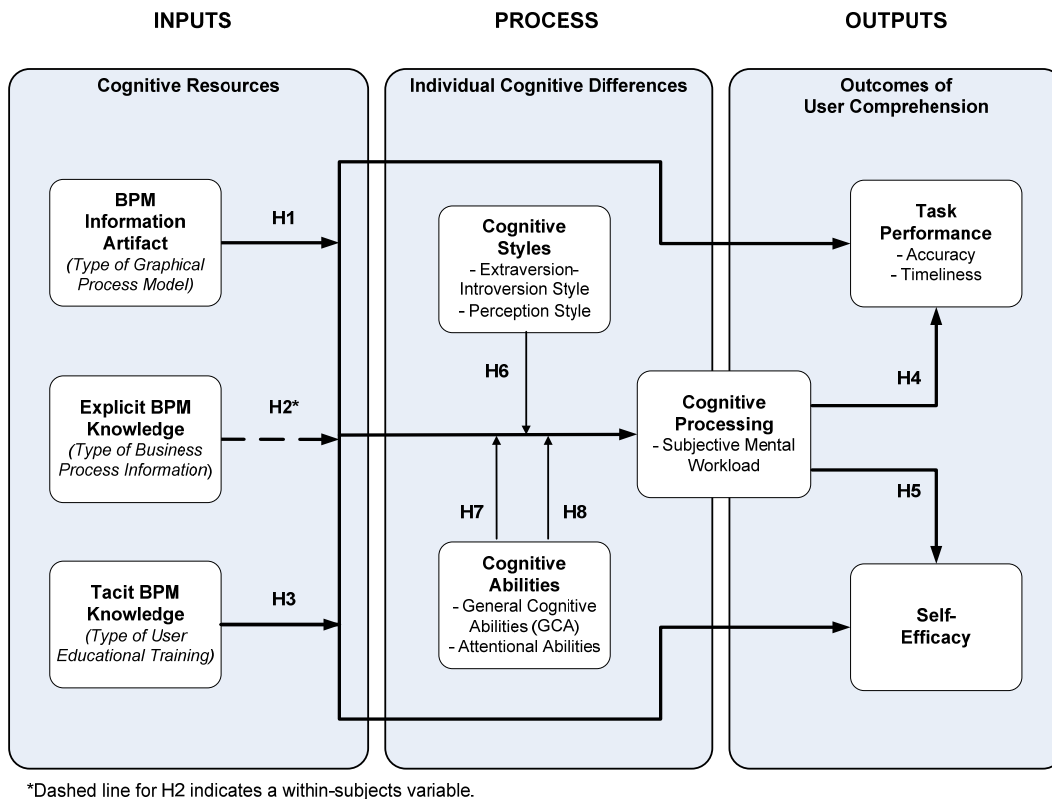 INPUTS
PROCESS
OUTPUTS
Cognitive Resources
Individual Cognitive Differences
Outcomes of
User Comprehension
BPM
Information
Artifact
(Type of Graphical
Process Model)
H1
Explicit BPM
Knowledge
(Type of Business
Process Information)
H2*
Tacit BPM
Knowledge
(Type of User
Educational Training)
H3
Cognitive
Styles
- Extraversion-
Introversion Style
- Perception Style
H6
H7
H8
Cognitive
Abilities
- General Cognitive
Abilities (GCA)
- Attentional Abilities
Cognitive
Processing
- Subjective Mental
Workload
Task
Performance
- Accuracy
- Timeliness
H4
H5
Self-
Efficacy
*Dashed line for H2 indicates a within-subjects variable.